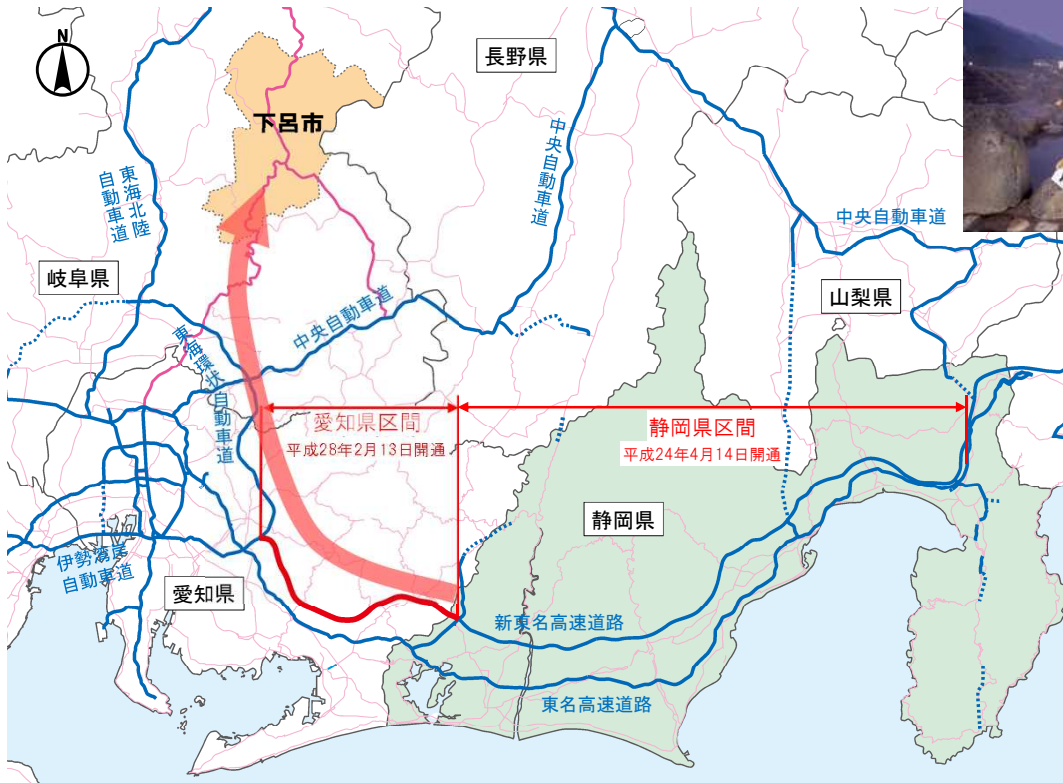 N
長野県
下呂市
中央自動車道
東海北陸
自動車道
中央自動車道
岐阜県
山梨県
中央自動車道
東海環状自動車道
愛知県区間
平成28年2月13日開通
静岡県区間
平成24年4月14日開通
静岡県
伊勢湾岸
自動車道
愛知県
新東名高速道路
東名高速道路